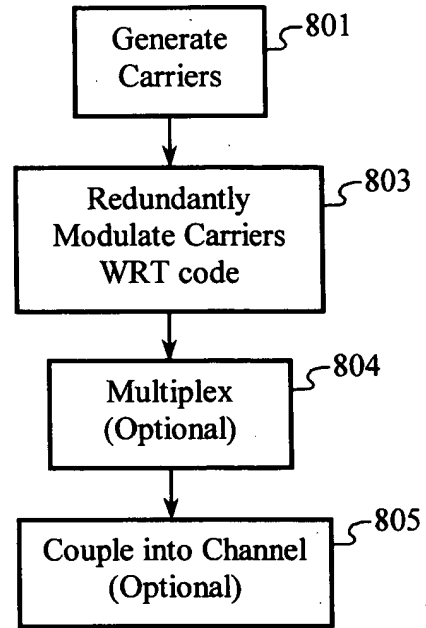 Generate
Carriers
801
Redundantly
Modulate Carriers
WRT code
803
Multiplex
(Optional)
804
Couple into Channel
(Optional)
805